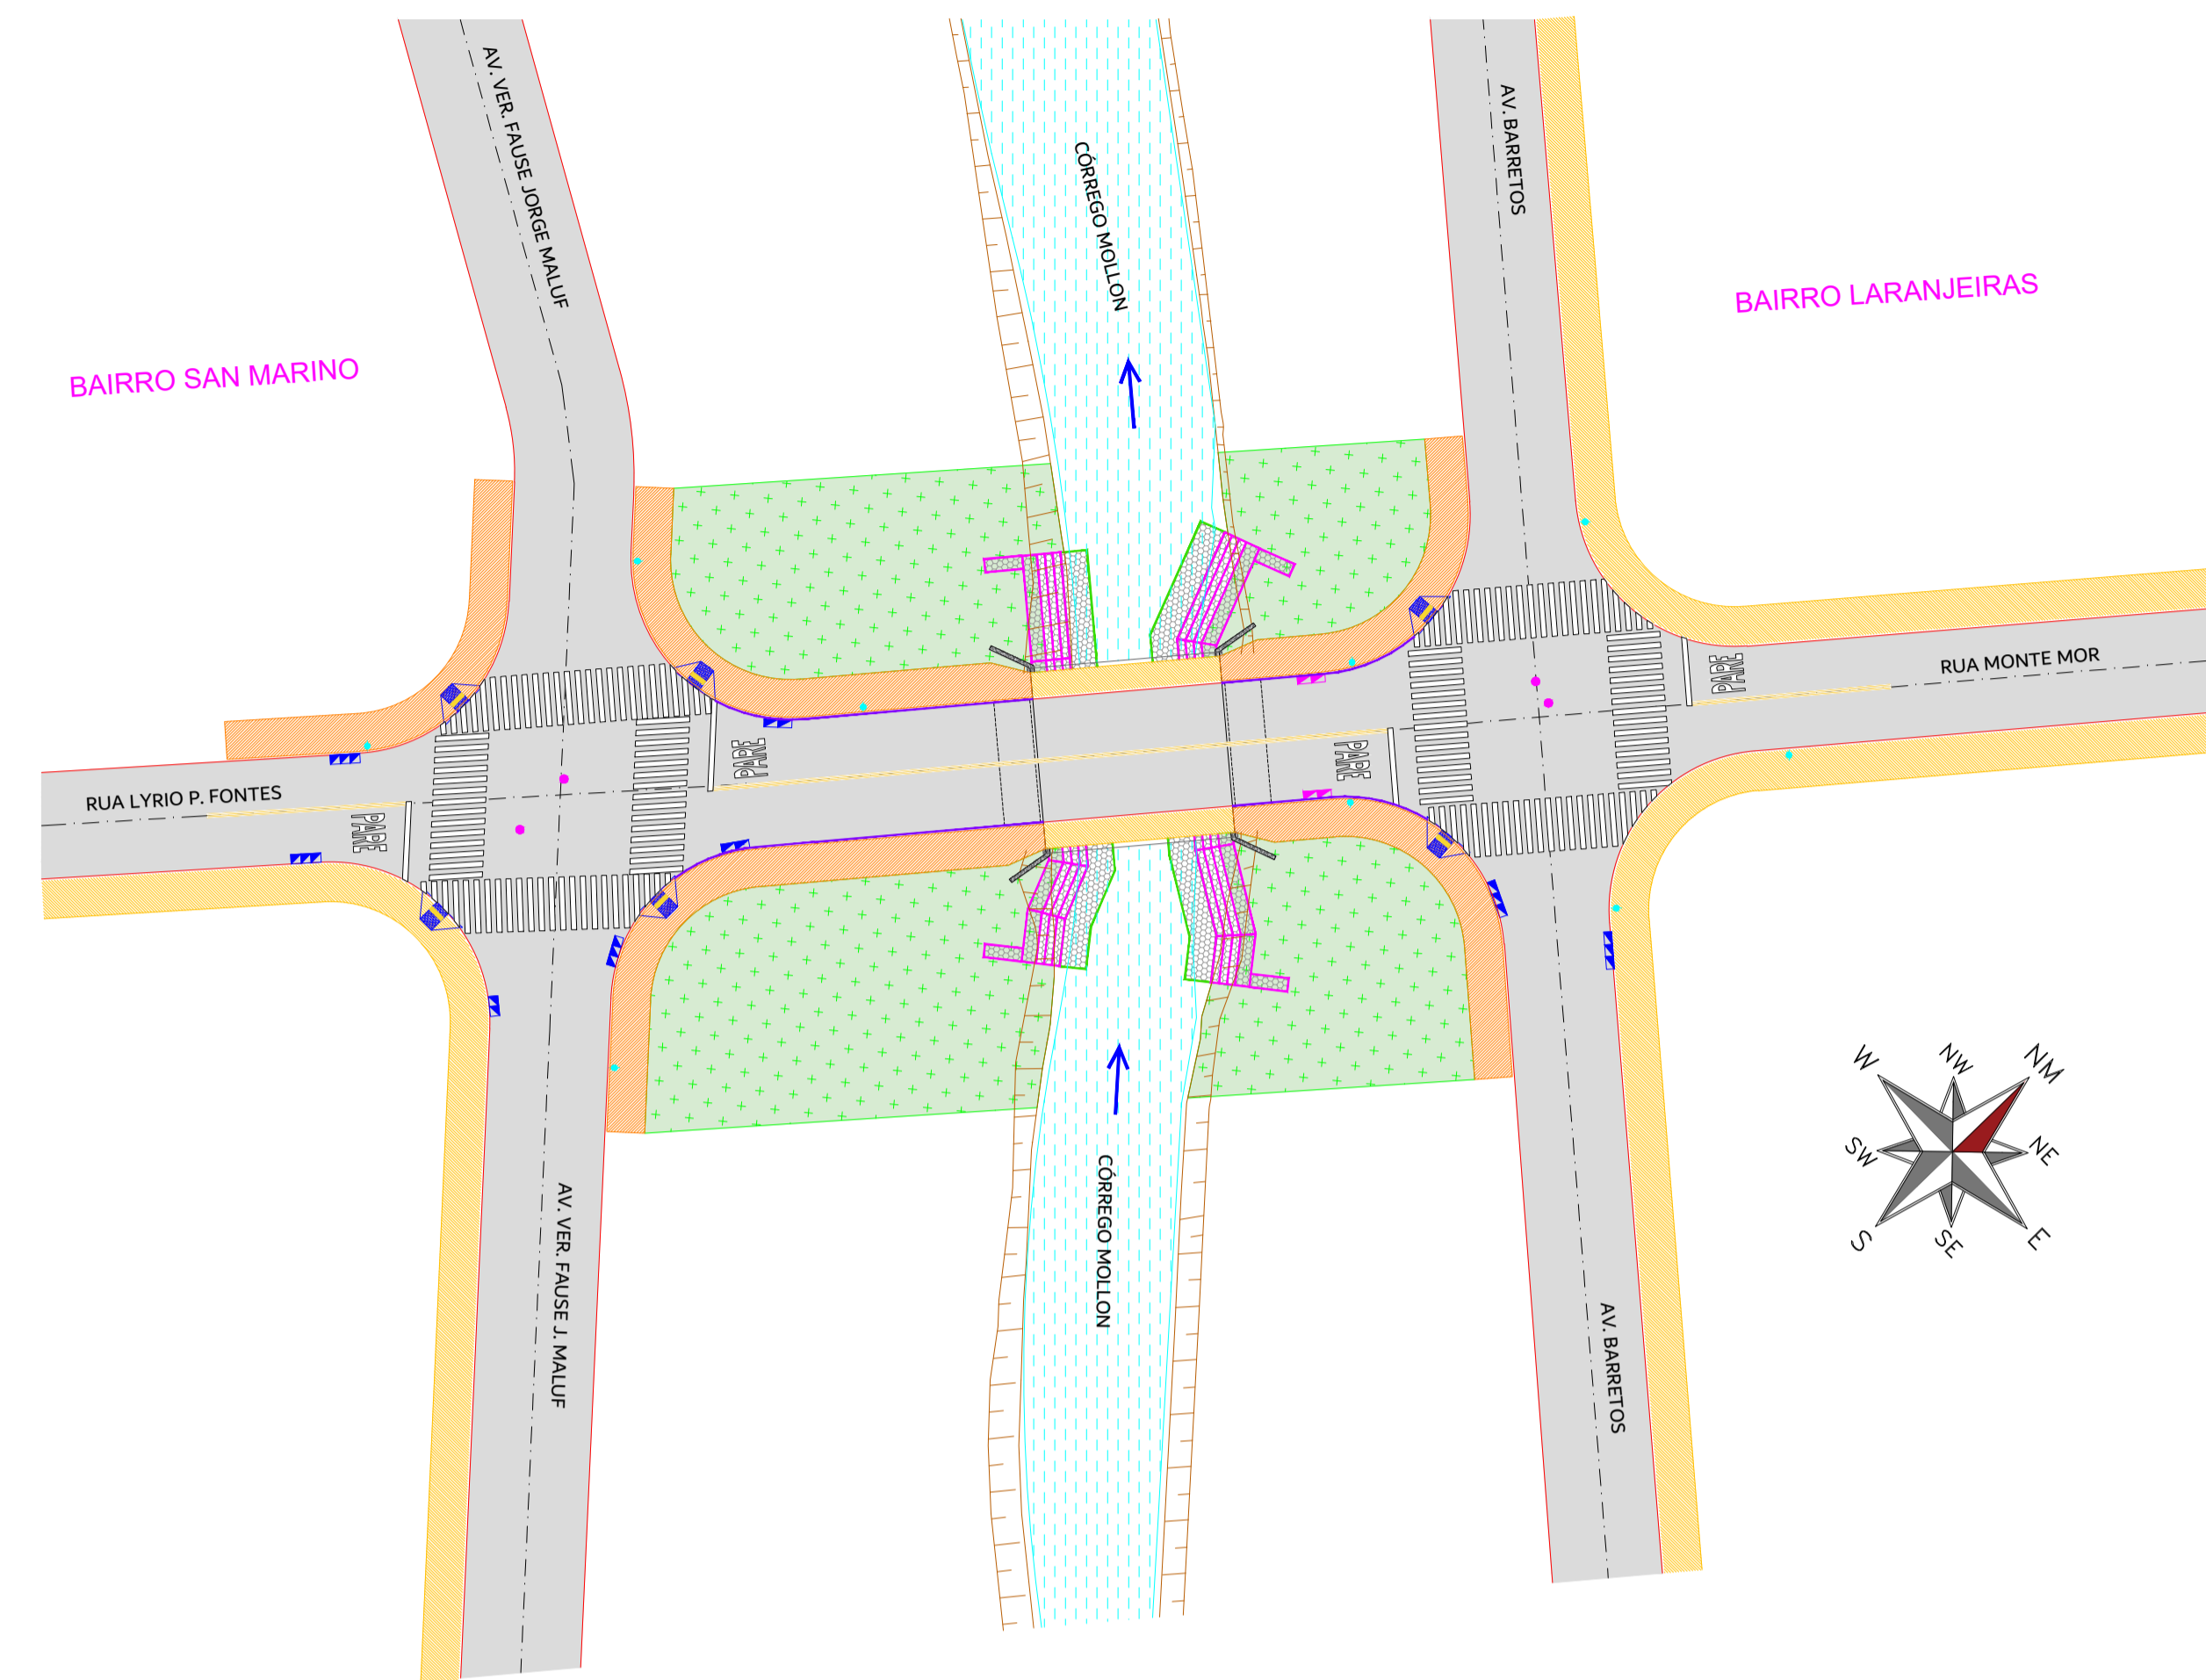 AV. VER. FAUSE JORGE MALUF
CÓRREGO MOLLON
AV. BARRETOS
BAIRRO LARANJEIRAS
BAIRRO SAN MARINO
RUA MONTE MOR
PARE
PARE
PARE
RUA LYRIO P. FONTES
PARE
W
NW
NM
SW
NE
S
SE
E
CÓRREGO MOLLON
AV. VER. FAUSE J. MALUF
AV. BARRETOS